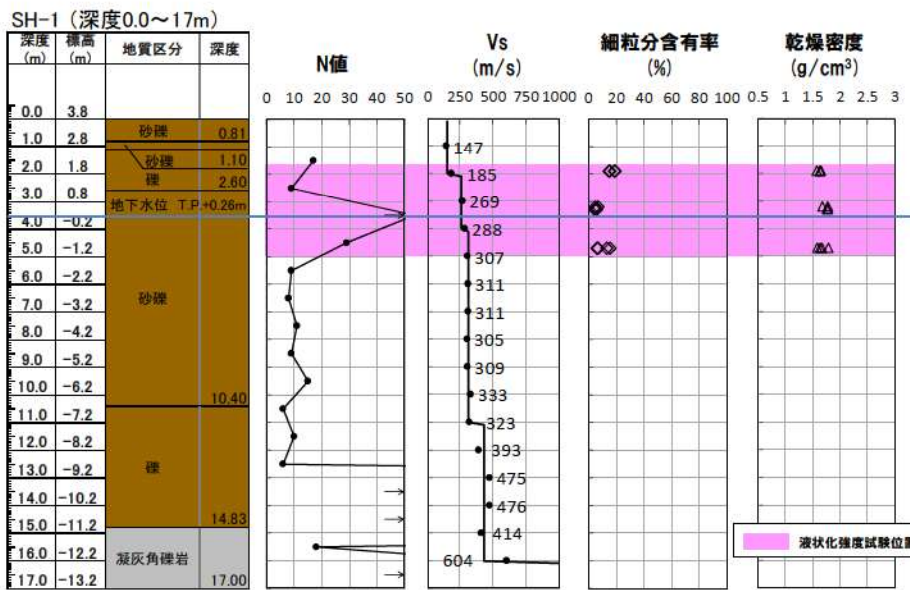 SH-1（深度0.0～17m）
深度 標高 地質区分 深度
(m) (m)
N値
Vs
(m/s)
細粒分含有率
(%)
乾燥密度
(g/cm³)
0 10 20 30 40 50
0 250 500 750 1000
0 20 40 60 80 100
0.5 1 1.5 2 2.5 3
0.0 3.8
砂礫 0.81
1.0 2.8
147
砂礫 1.10
2.0 1.8
185
礫 2.60
3.0 0.8
269
地下水位 T.P.+0.26m
4.0 -0.2
288
5.0 -1.2
307
6.0 -2.2
311
7.0 -3.2
砂礫
311
8.0 -4.2
305
9.0 -5.2
309
10.0 -6.2
10.40
333
11.0 -7.2
323
12.0 -8.2
393
13.0 -9.2
礫
475
14.0 -10.2
476
14.83
15.0 -11.2
414
16.0 -12.2
凝灰角礫岩
604
17.0 -13.2
17.00
液状化強度試験位置